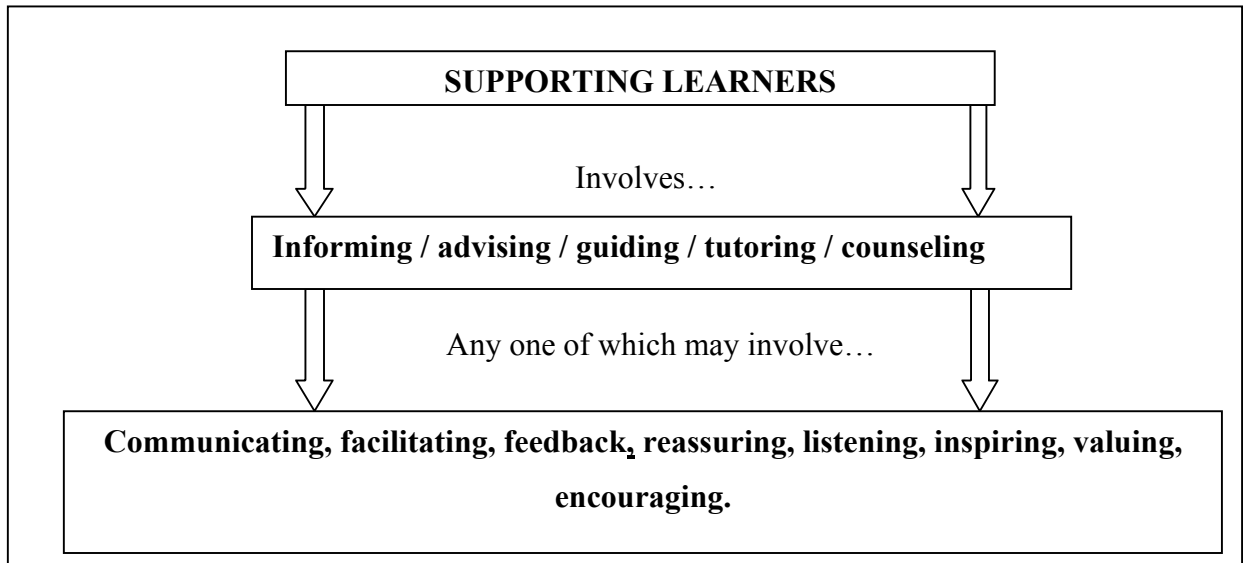 SUPPORTING LEARNERS
Involves…
Informing / advising / guiding / tutoring / counseling
Any one of which may involve…
Communicating, facilitating, feedback, reassuring, listening, inspiring, valuing,
encouraging.